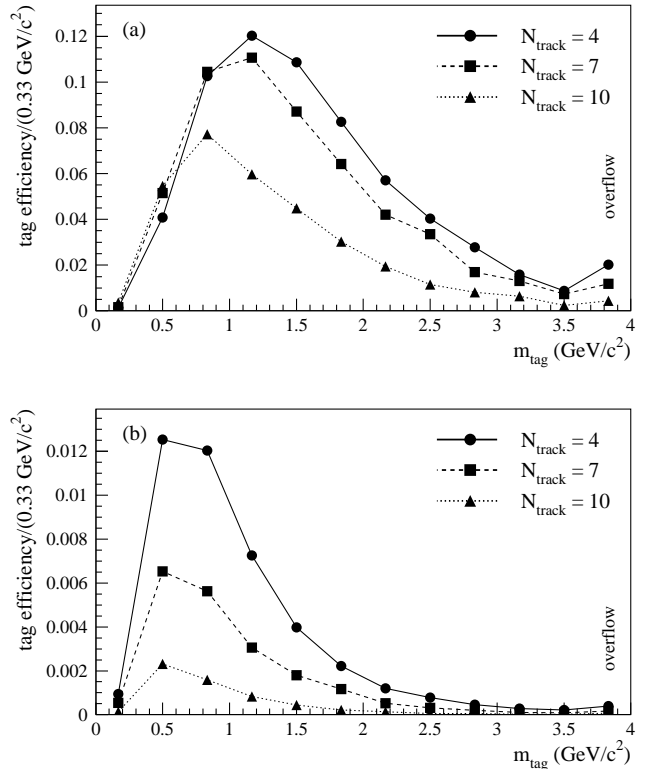 (a)
N_track = 4
N_track = 7
N_track = 10
tag efficiency/(0.33 GeV/c²)
overflow
0.12
0.1
0.08
0.06
0.04
0.02
0
0 0.5 1 1.5 2 2.5 3 3.5 4
m_tag (GeV/c²)
(b)
N_track = 4
N_track = 7
N_track = 10
tag efficiency/(0.33 GeV/c²)
overflow
0.012
0.01
0.008
0.006
0.004
0.002
0
0 0.5 1 1.5 2 2.5 3 3.5 4
m_tag (GeV/c²)